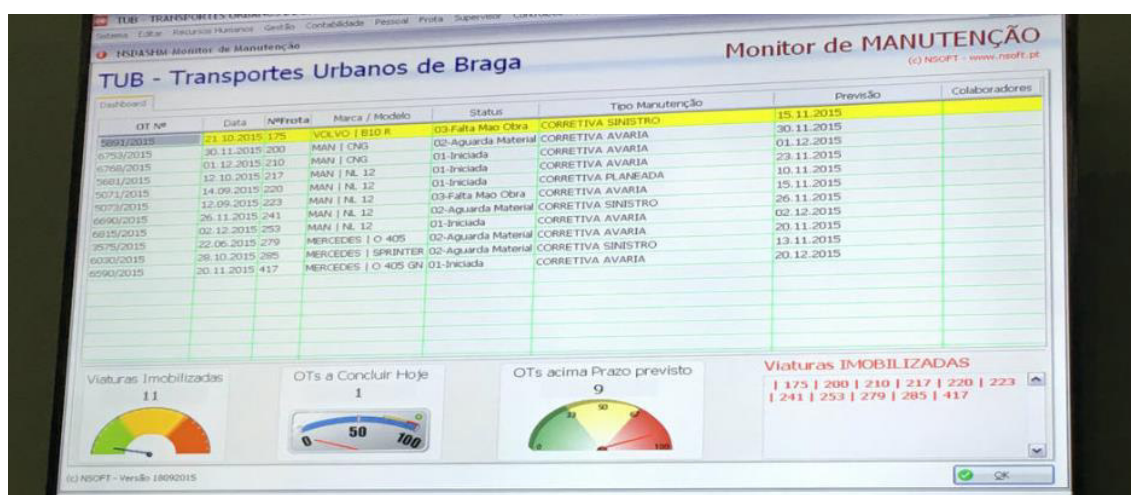 TUB - TRANSPORTES URBANOS
Sistema Editar Recursos Humanos Gestão Contabilidade Pessoal Frota Supervisor
NSDASHM Monitor de Manutenção
Monitor de MANUTENÇÃO
(c) NSOFT - www.nsoft.pt
TUB - Transportes Urbanos de Braga
Dashboard
OT Nº Data NºFrota Marca / Modelo Status Tipo Manutenção Previsão Colaboradores
5891/2015 21.10.2015 175 VOLVO | B10 R 03-Falta Mao Obra CORRETIVA SINISTRO 15.11.2015
6753/2015 30.11.2015 200 MAN | CNG 02-Aguarda Material CORRETIVA AVARIA 30.11.2015
6768/2015 01.12.2015 210 MAN | CNG 01-Iniciada CORRETIVA AVARIA 01.12.2015
5681/2015 12.10.2015 217 MAN | NL 12 01-Iniciada CORRETIVA AVARIA 23.11.2015
5071/2015 14.09.2015 220 MAN | NL 12 01-Iniciada CORRETIVA PLANEADA 10.11.2015
5073/2015 12.09.2015 223 MAN | NL 12 03-Falta Mao Obra CORRETIVA AVARIA 15.11.2015
6690/2015 26.11.2015 241 MAN | NL 12 02-Aguarda Material CORRETIVA SINISTRO 26.11.2015
6815/2015 02.12.2015 253 MAN | NL 12 01-Iniciada CORRETIVA AVARIA 02.12.2015
3575/2015 22.06.2015 279 MERCEDES | O 405 02-Aguarda Material CORRETIVA AVARIA 20.11.2015
6030/2015 28.10.2015 285 MERCEDES | SPRINTER 02-Aguarda Material CORRETIVA SINISTRO 13.11.2015
6590/2015 20.11.2015 417 MERCEDES | O 405 GN 01-Iniciada CORRETIVA AVARIA 20.12.2015
Viaturas Imobilizadas
11
OTs a Concluir Hoje
1
0 50 100
OTs acima Prazo previsto
9
0 33 50 67 100
Viaturas IMOBILIZADAS
| 175 | 200 | 210 | 217 | 220 | 223
| 241 | 253 | 279 | 285 | 417
(c) NSOFT - Versão 18092015
OK